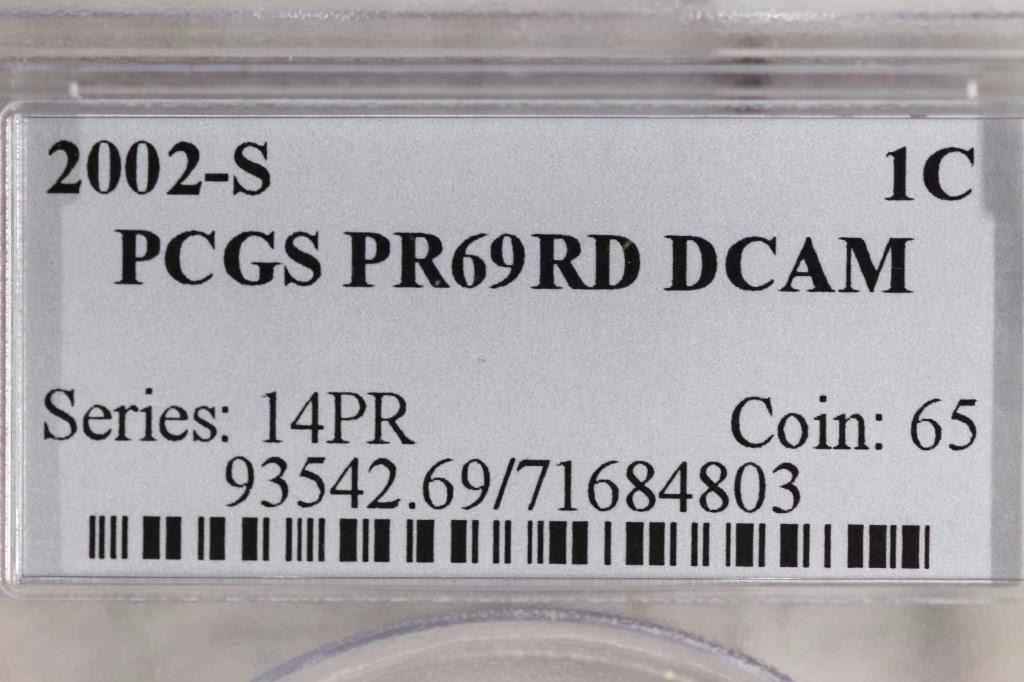 2002-S 1C
PCGS PR69RD DCAM
Series: 14PR Coin: 65
93542.69/71684803